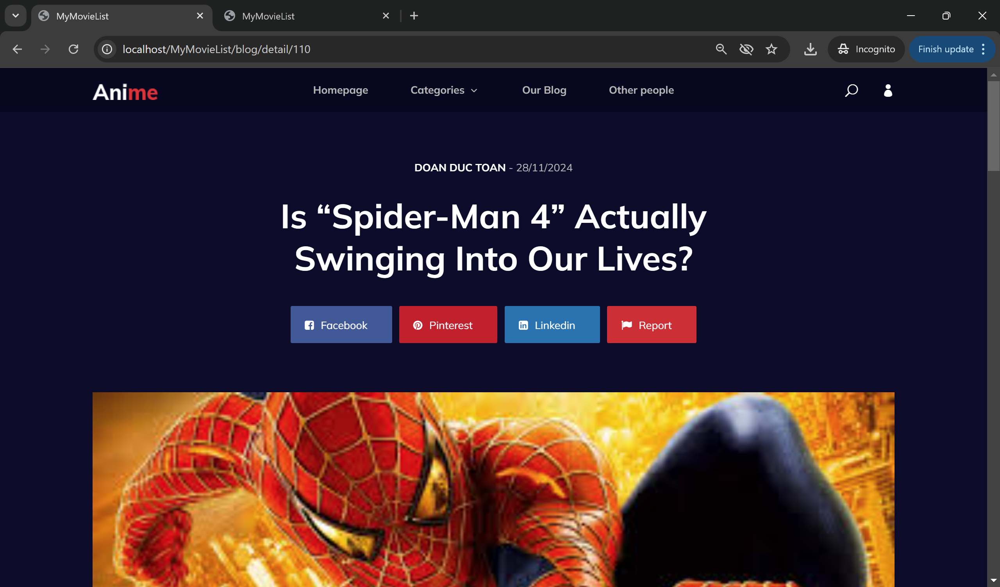 MyMovieList
MyMovieList
localhost/MyMovieList/blog/detail/110
Incognito
Finish update
Anime
Homepage
Categories
Our Blog
Other people
DOAN DUC TOAN - 28/11/2024
Is “Spider-Man 4” Actually
Swinging Into Our Lives?
Facebook
Pinterest
Linkedin
Report